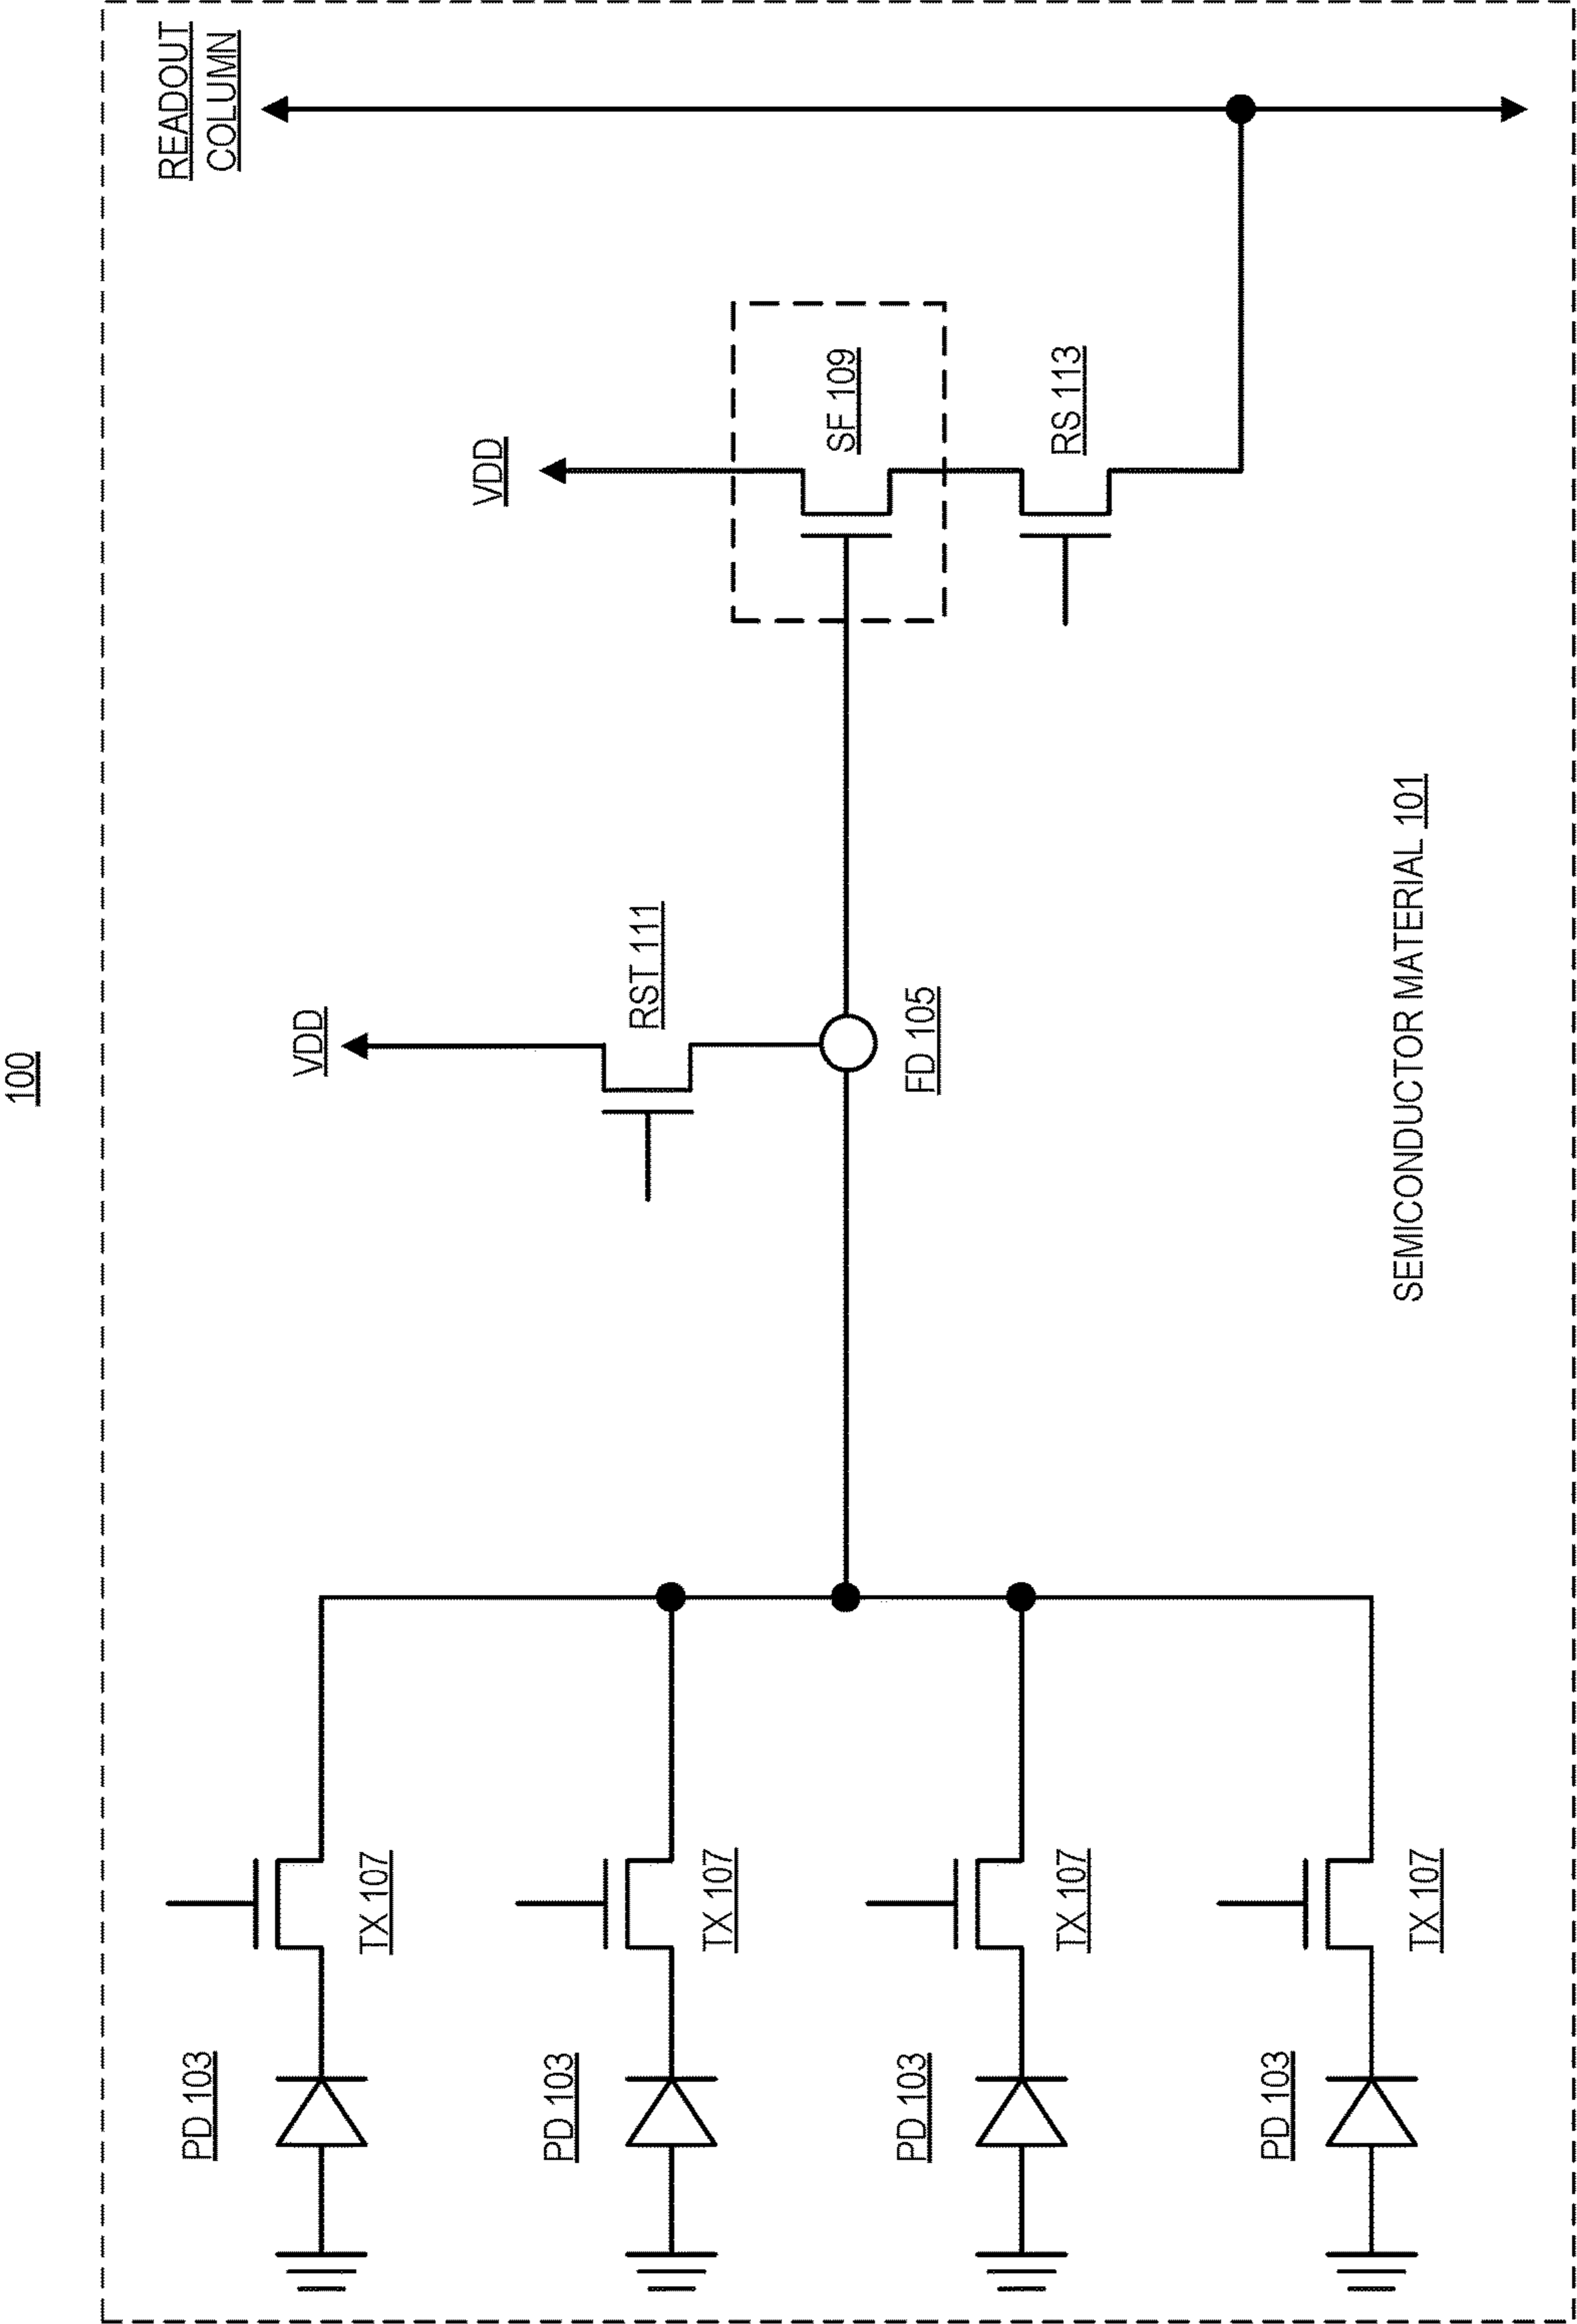 100
READOUT
COLUMN
VDD
VDD
RST 111
SF 109
RS 113
FD 105
PD 103
TX 107
PD 103
TX 107
PD 103
TX 107
PD 103
TX 107
SEMICONDUCTOR MATERIAL 101